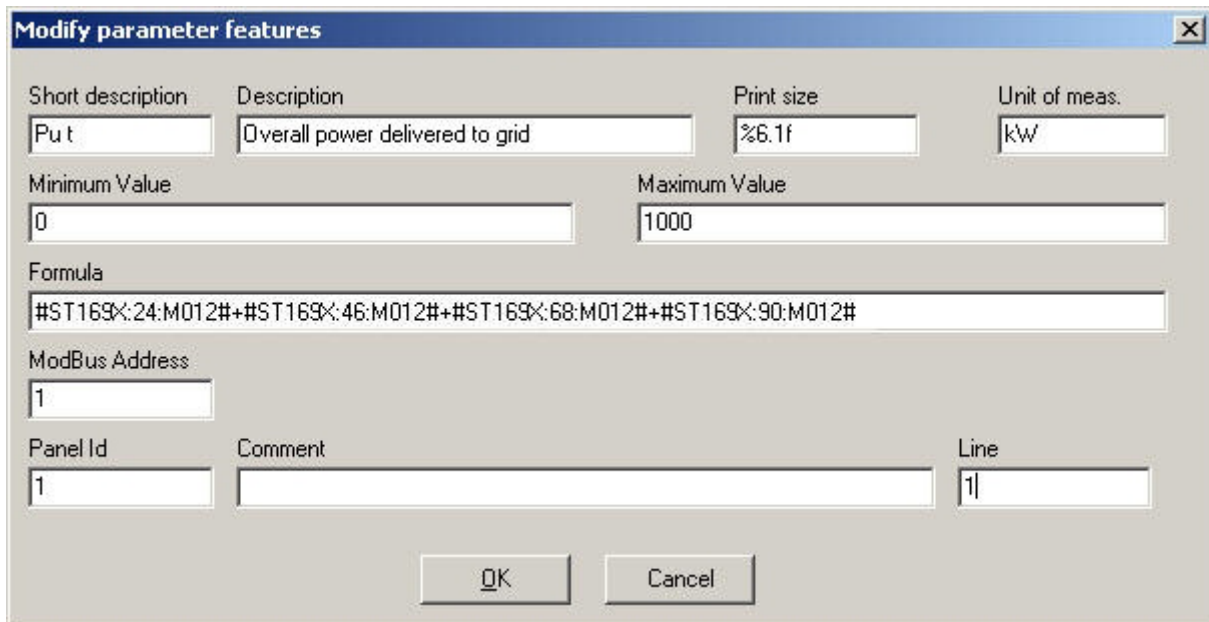 Modify parameter features
Short description Description Print size Unit of meas.
Pu t Overall power delivered to grid %6.1f kW
Minimum Value Maximum Value
0 1000
Formula
#ST169X:24:M012#+#ST169X:46:M012#+#ST169X:68:M012#+#ST169X:90:M012#
ModBus Address
1
Panel Id Comment Line
1 1
OK Cancel